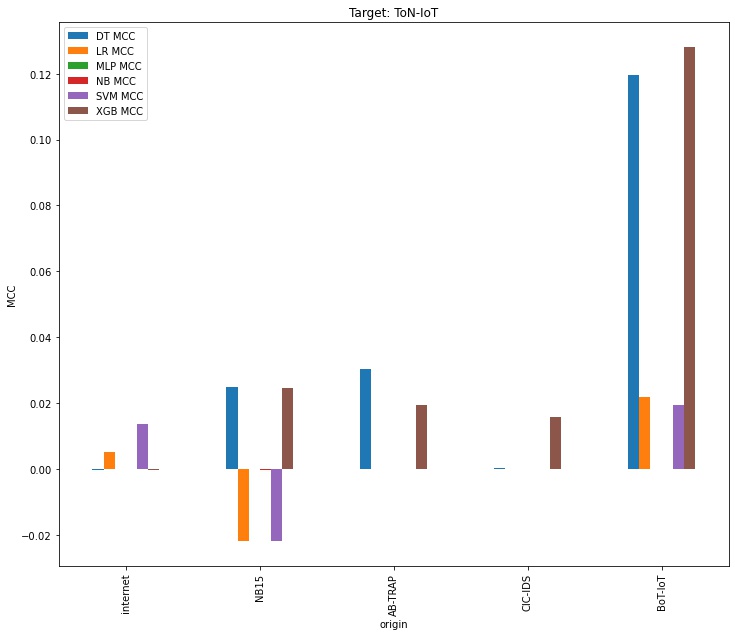 Target: ToN-IoT
DT MCC
LR MCC
MLP MCC
NB MCC
SVM MCC
XGB MCC
0.12
0.10
0.08
0.06
0.04
0.02
0.00
−0.02
MCC
internet
NB15
AB-TRAP
CIC-IDS
BoT-IoT
origin